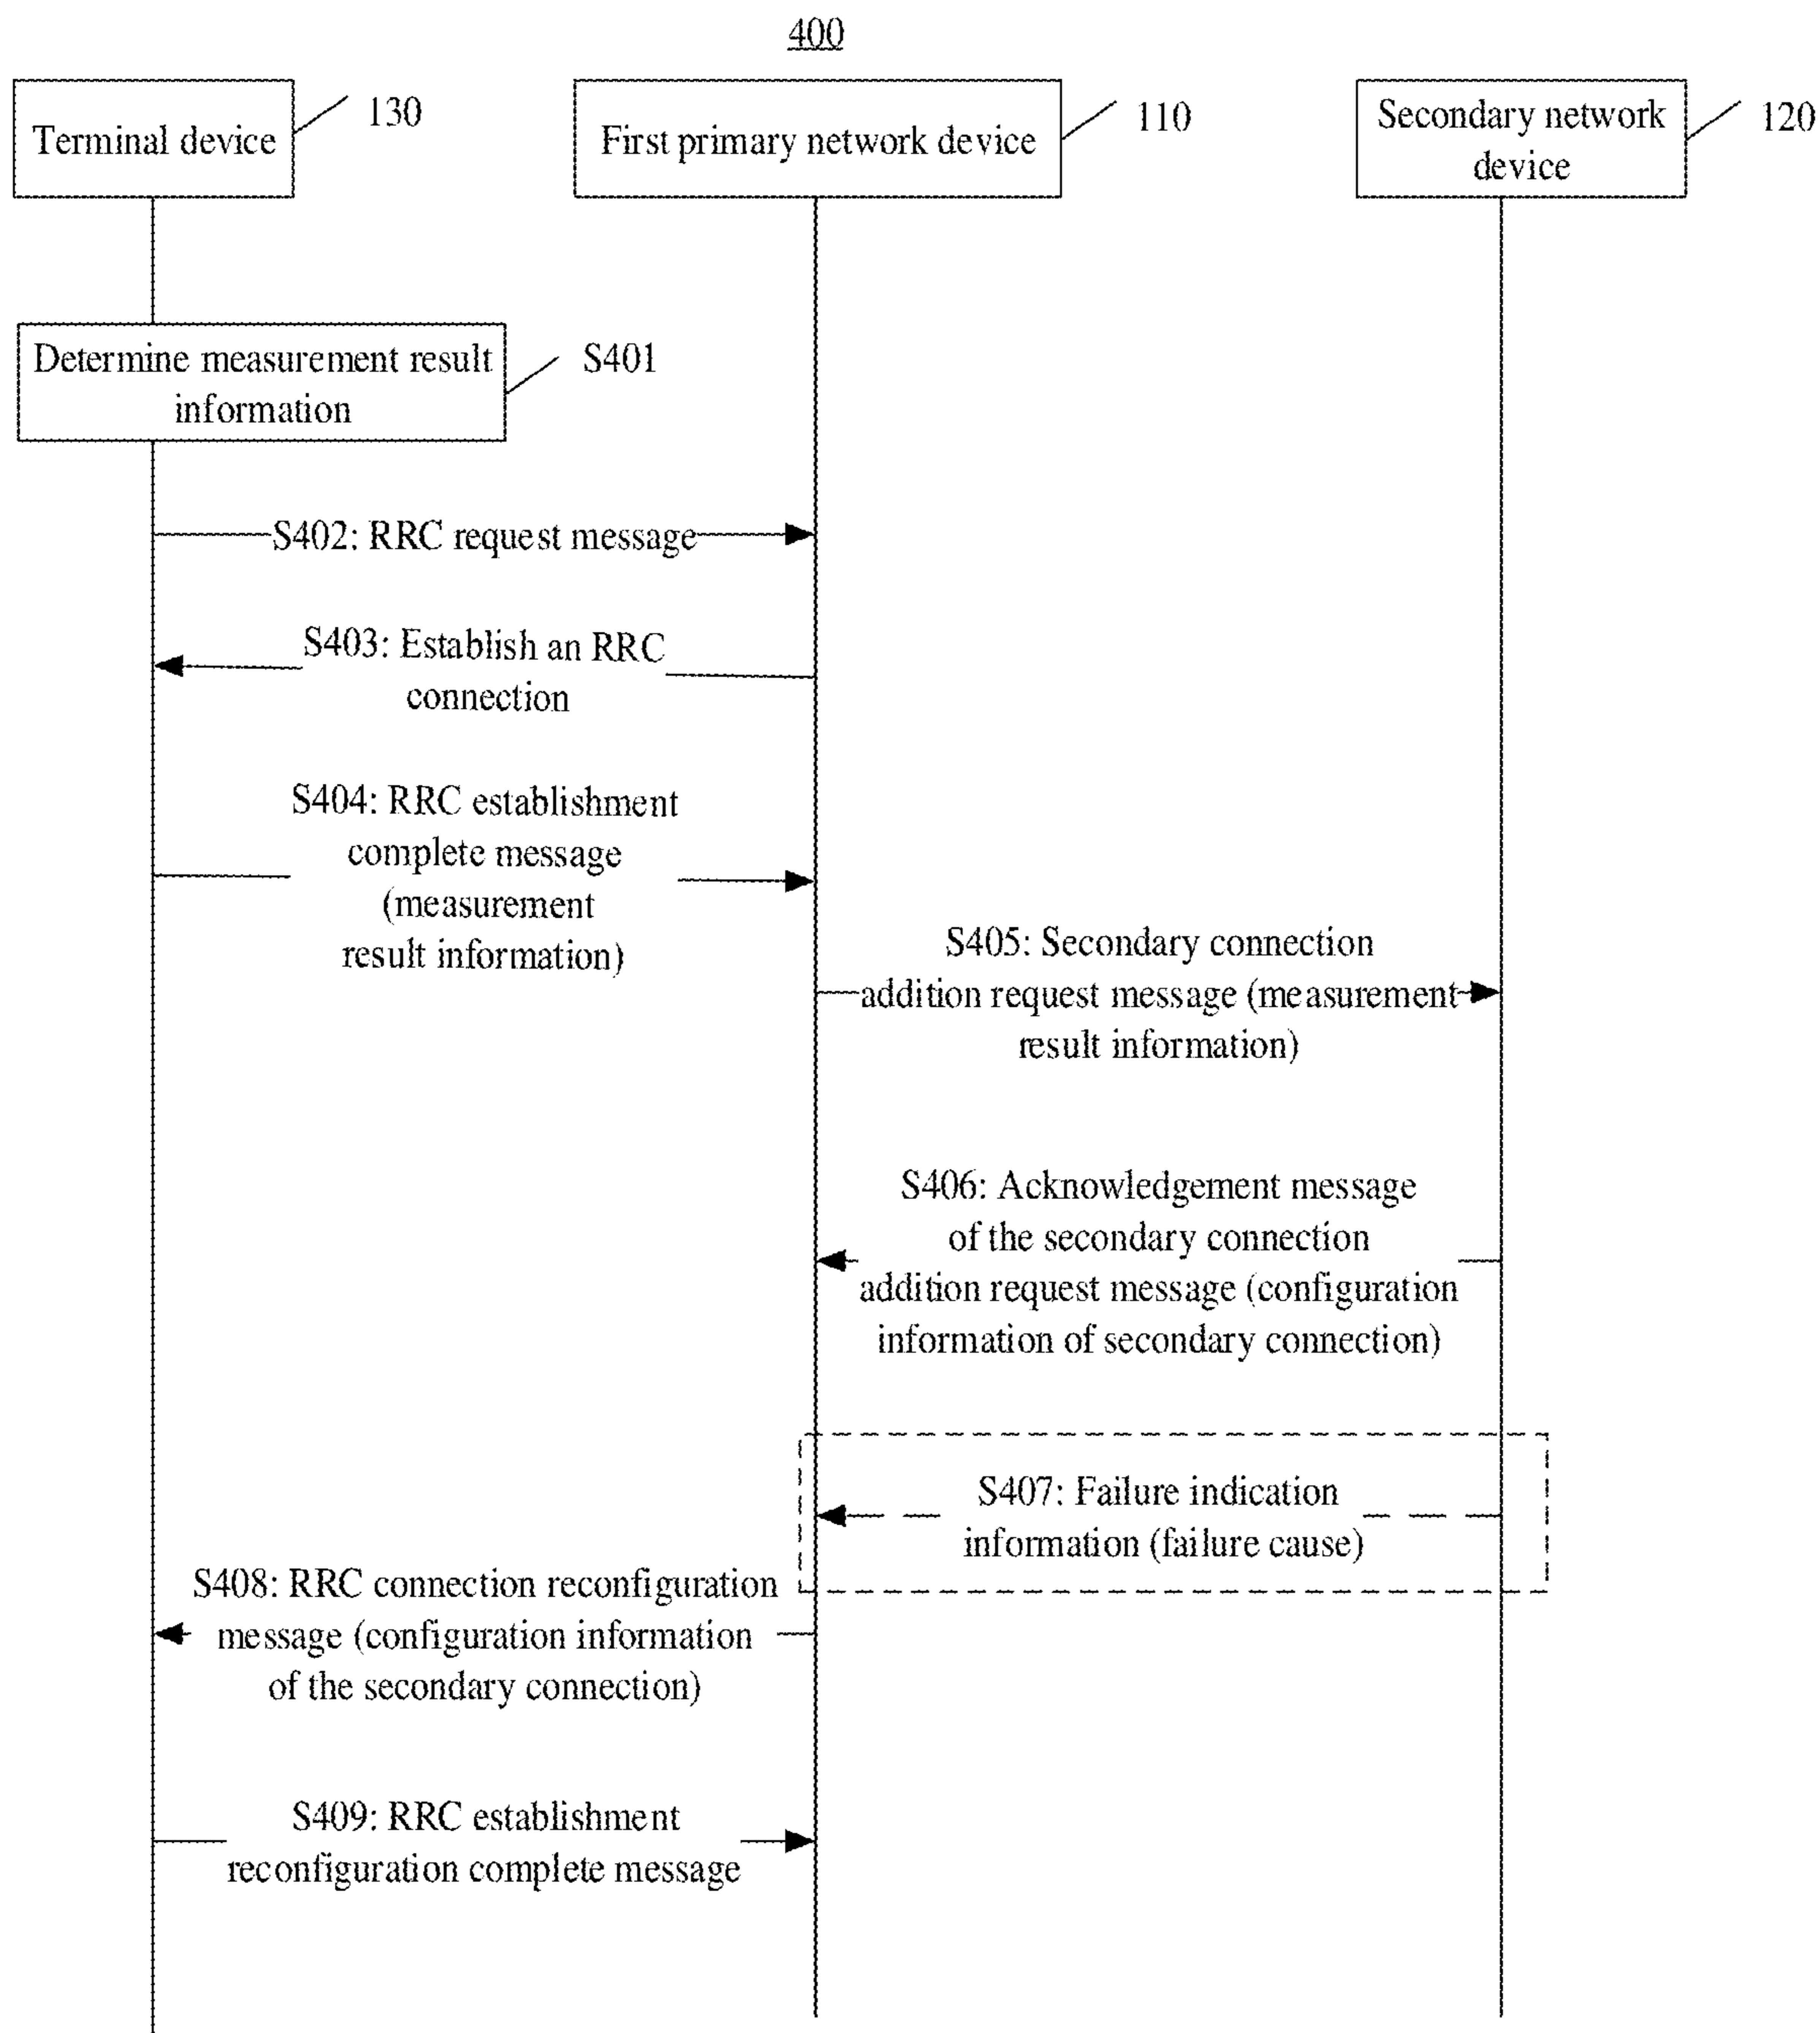 400
Terminal device
130
First primary network device
110
Secondary network
device
120
Determine measurement result
information
S401
S402: RRC request message
S403: Establish an RRC
connection
S404: RRC establishment
complete message
(measurement
result information)
S405: Secondary connection
addition request message (measurement
result information)
S406: Acknowledgement message
of the secondary connection
addition request message (configuration
information of secondary connection)
S407: Failure indication
information (failure cause)
S408: RRC connection reconfiguration
message (configuration information
of the secondary connection)
S409: RRC establishment
reconfiguration complete message